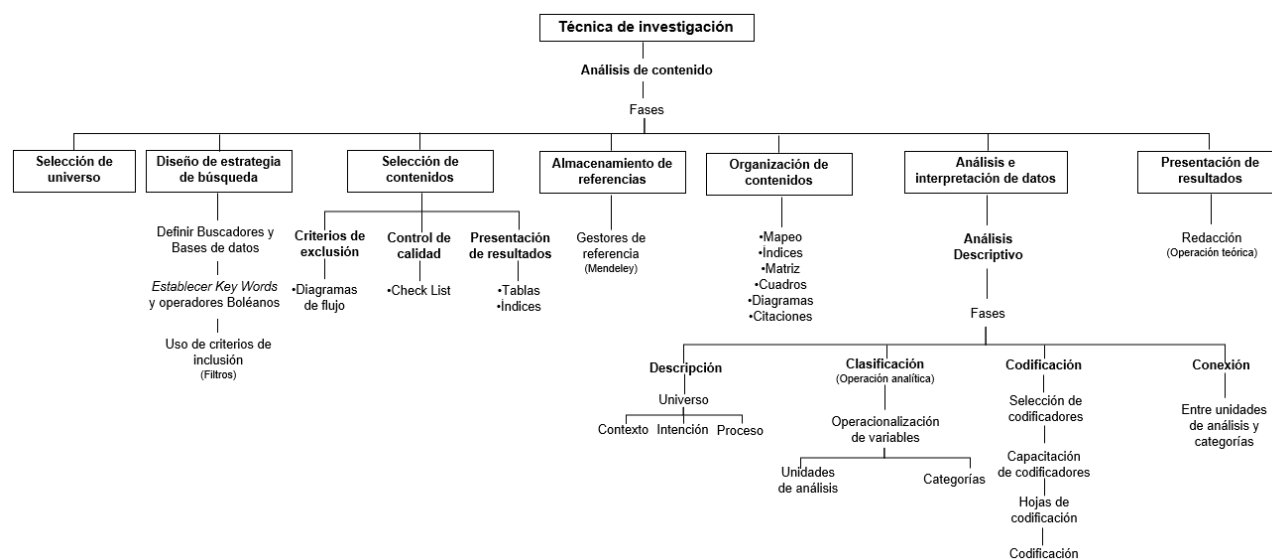 Técnica de investigación
Análisis de contenido
Fases
Selección de
universo
Diseño de estrategia
de búsqueda
Definir Buscadores y
Bases de datos
Establecer Key Words
y operadores Boléanos
Uso de criterios de
inclusión
(Filtros)
Selección de
contenidos
Criterios de
exclusión
•Diagramas
de flujo
Control de
calidad
•Check List
Presentación
de resultados
•Tablas
•Índices
Almacenamiento de
referencias
Gestores de
referencia
(Mendeley)
Organización de
contenidos
•Mapeo
•Índices
•Matriz
•Cuadros
•Diagramas
•Citaciones
Análisis e
interpretación de datos
Análisis
Descriptivo
Fases
Descripción
Universo
Contexto
Intención
Proceso
Clasificación
(Operación analítica)
Operacionalización
de variables
Unidades
de análisis
Categorías
Codificación
Selección de
codificadores
Capacitación
de codificadores
Hojas de
codificación
Codificación
Conexión
Entre unidades
de análisis y
categorías
Presentación de
resultados
Redacción
(Operación teórica)